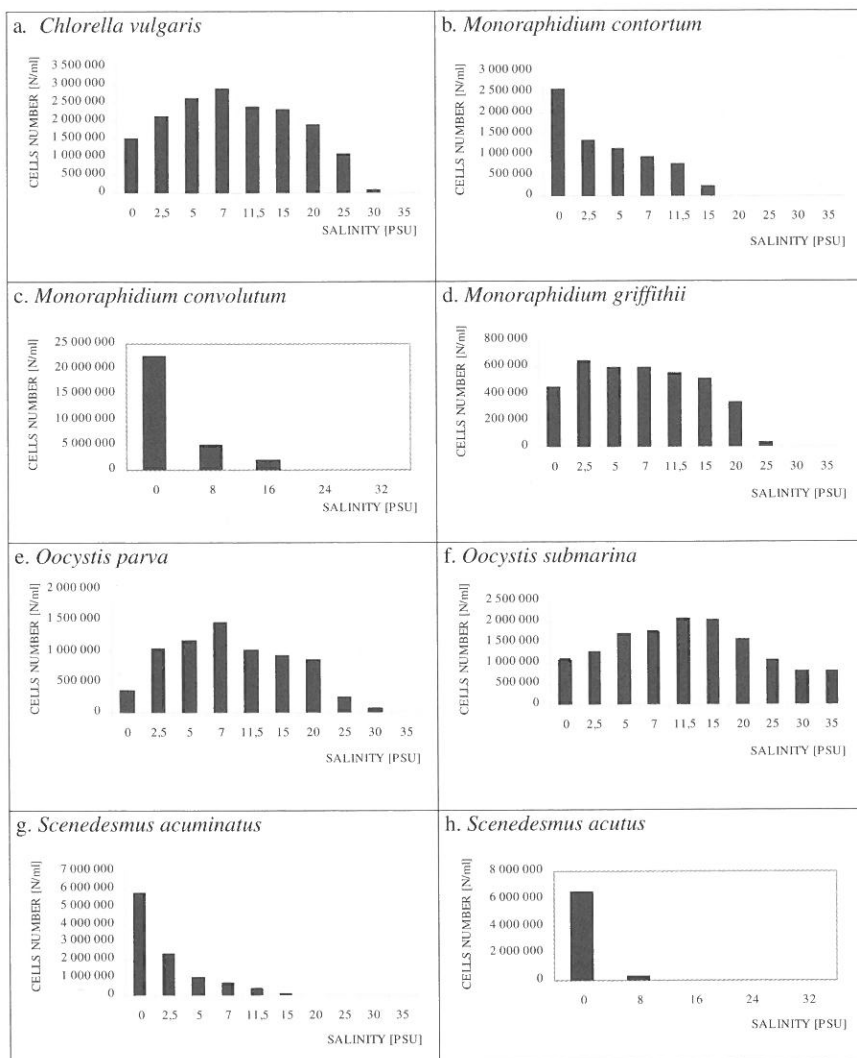 a. Chlorella vulgaris
CELLS NUMBER [N/ml]
3 500 000
3 000 000
2 500 000
2 000 000
1 500 000
1 000 000
500 000
0
0 2,5 5 7 11,5 15 20 25 30 35
SALINITY [PSU]
b. Monoraphidium contortum
CELLS NUMBER [N/ml]
3 000 000
2 500 000
2 000 000
1 500 000
1 000 000
500 000
0
0 2,5 5 7 11,5 15 20 25 30 35
SALINITY [PSU]
c. Monoraphidium convolutum
CELLS NUMBER [N/ml]
25 000 000
20 000 000
15 000 000
10 000 000
5 000 000
0
0 8 16 24 32
SALINITY [PSU]
d. Monoraphidium griffithii
CELLS NUMBER [N/ml]
800 000
600 000
400 000
200 000
0
0 2,5 5 7 11,5 15 20 25 30 35
SALINITY [PSU]
e. Oocystis parva
CELLS NUMBER [N/ml]
2 000 000
1 500 000
1 000 000
500 000
0
0 2,5 5 7 11,5 15 20 25 30 35
SALINITY [PSU]
f. Oocystis submarina
CELLS NUMBER [N/ml]
2 500 000
2 000 000
1 500 000
1 000 000
500 000
0
0 2,5 5 7 11,5 15 20 25 30 35
SALINITY [PSU]
g. Scenedesmus acuminatus
CELLS NUMBER [N/ml]
7 000 000
6 000 000
5 000 000
4 000 000
3 000 000
2 000 000
1 000 000
0
0 2,5 5 7 11,5 15 20 25 30 35
SALINITY [PSU]
h. Scenedesmus acutus
CELLS NUMBER [N/ml]
8 000 000
6 000 000
4 000 000
2 000 000
0
0 8 16 24 32
SALINITY [PSU]